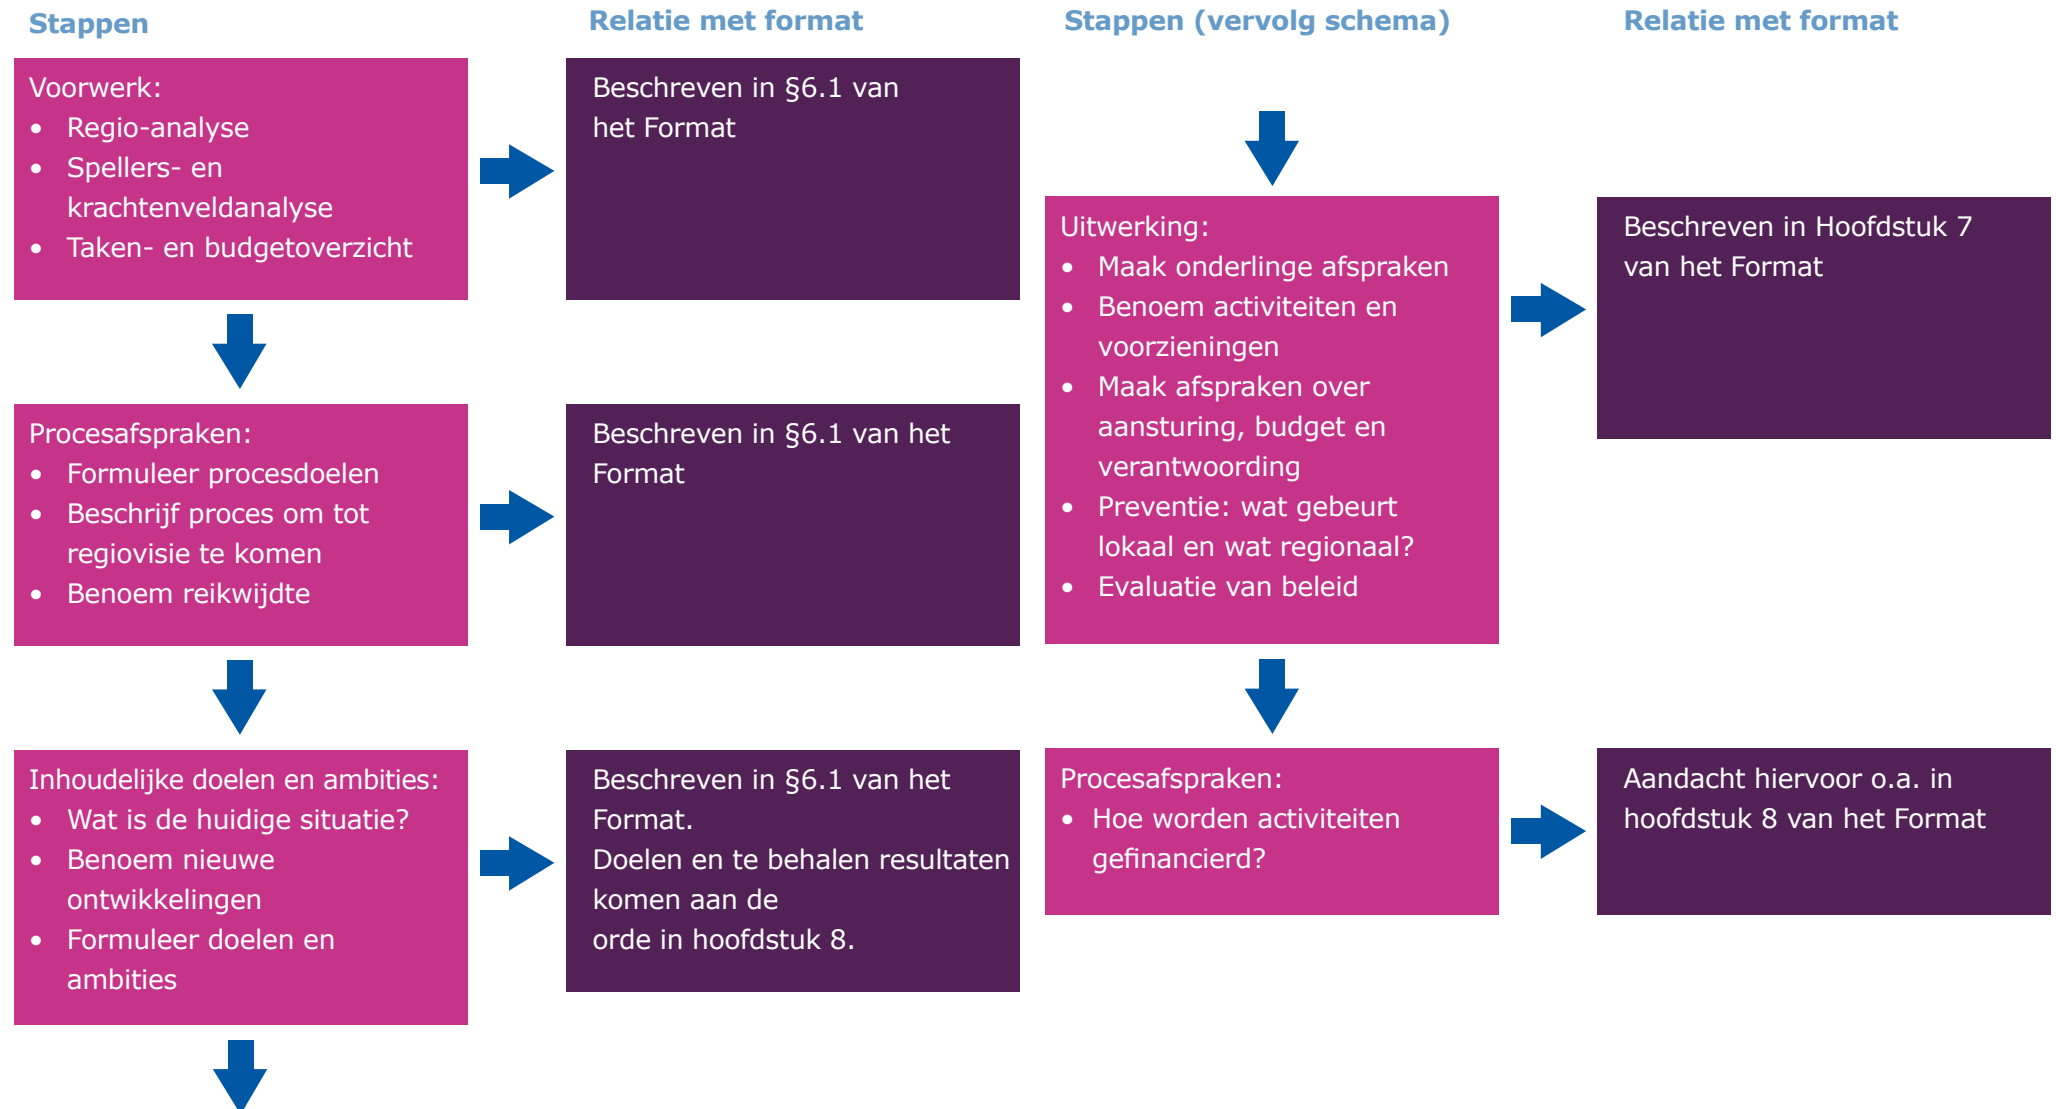 Stappen
Relatie met format
Voorwerk:
• Regio-analyse
• Spellers- en
krachtenveldanalyse
• Taken- en budgetoverzicht
Beschreven in §6.1 van
het Format
Procesafspraken:
• Formuleer procesdoelen
• Beschrijf proces om tot
regiovisie te komen
• Benoem reikwijdte
Beschreven in §6.1 van het
Format
Inhoudelijke doelen en ambities:
• Wat is de huidige situatie?
• Benoem nieuwe
ontwikkelingen
• Formuleer doelen en
ambities
Beschreven in §6.1 van het
Format.
Doelen en te behalen resultaten
komen aan de
orde in hoofdstuk 8.
Stappen (vervolg schema)
Relatie met format
Uitwerking:
• Maak onderlinge afspraken
• Benoem activiteiten en
voorzieningen
• Maak afspraken over
aansturing, budget en
verantwoording
• Preventie: wat gebeurt
lokaal en wat regionaal?
• Evaluatie van beleid
Beschreven in Hoofdstuk 7
van het Format
Procesafspraken:
• Hoe worden activiteiten
gefinancierd?
Aandacht hiervoor o.a. in
hoofdstuk 8 van het Format